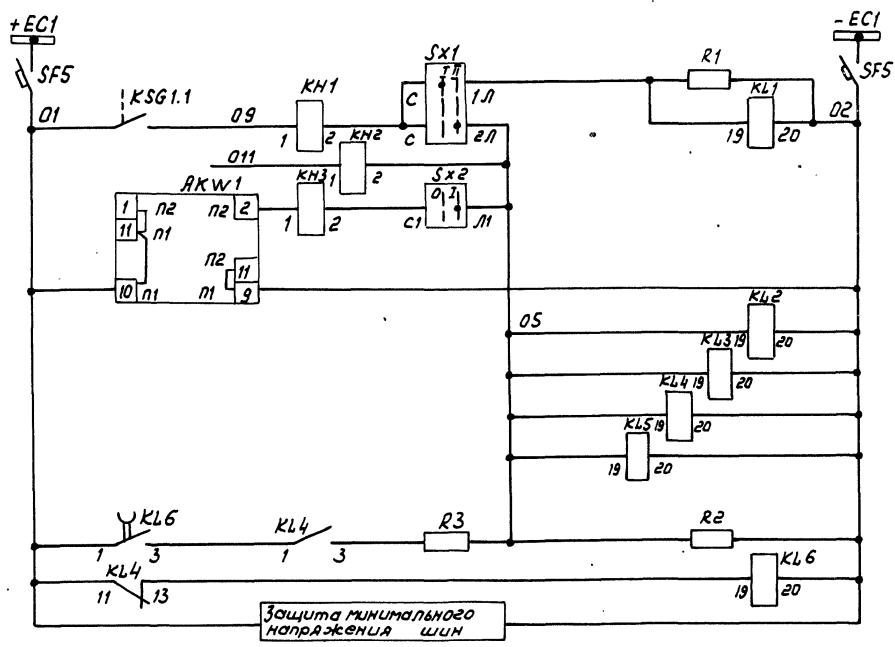 +EC1
-EC1
SF5
SF5
SX1
I II
R1
KSG1.1
KH1
C
1Л
KL1
01
09
1 2
C
2Л
19 20
02
KH2
011
1 2
AKW1
KH3
SX2
0 I
1 П2
П2 2
11 П1
1 2
C1 Л1
П2 11
10 П1
П1 9
05
KL2
19 20
KL3
19 20
KL4
19 20
KL5
19 20
KL6
KL4
R3
R2
1 3
1 3
KL4
KL6
11 13
19 20
Защита минимального
напряжения шин